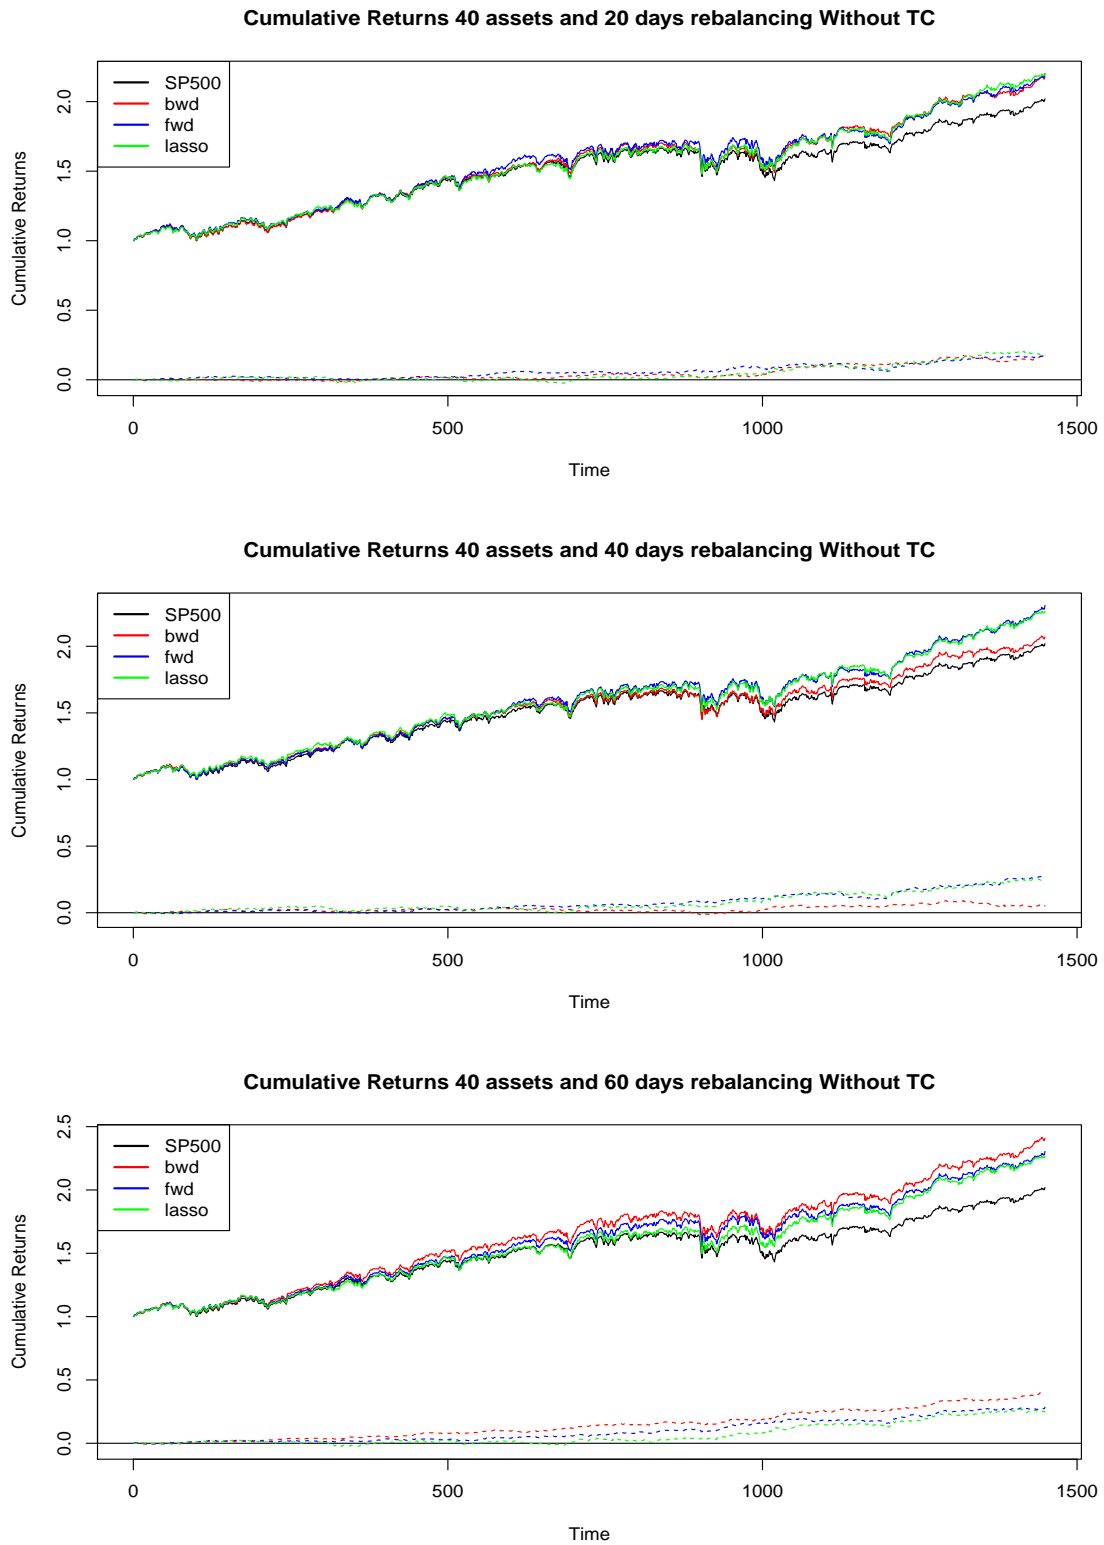 Cumulative Returns 40 assets and 20 days rebalancing Without TC
SP500
bwd
fwd
lasso
Cumulative Returns
2.0
1.5
1.0
0.5
0.0
0 500 1000 1500
Time
Cumulative Returns 40 assets and 40 days rebalancing Without TC
SP500
bwd
fwd
lasso
Cumulative Returns
2.0
1.5
1.0
0.5
0.0
0 500 1000 1500
Time
Cumulative Returns 40 assets and 60 days rebalancing Without TC
SP500
bwd
fwd
lasso
Cumulative Returns
2.5
2.0
1.5
1.0
0.5
0.0
0 500 1000 1500
Time